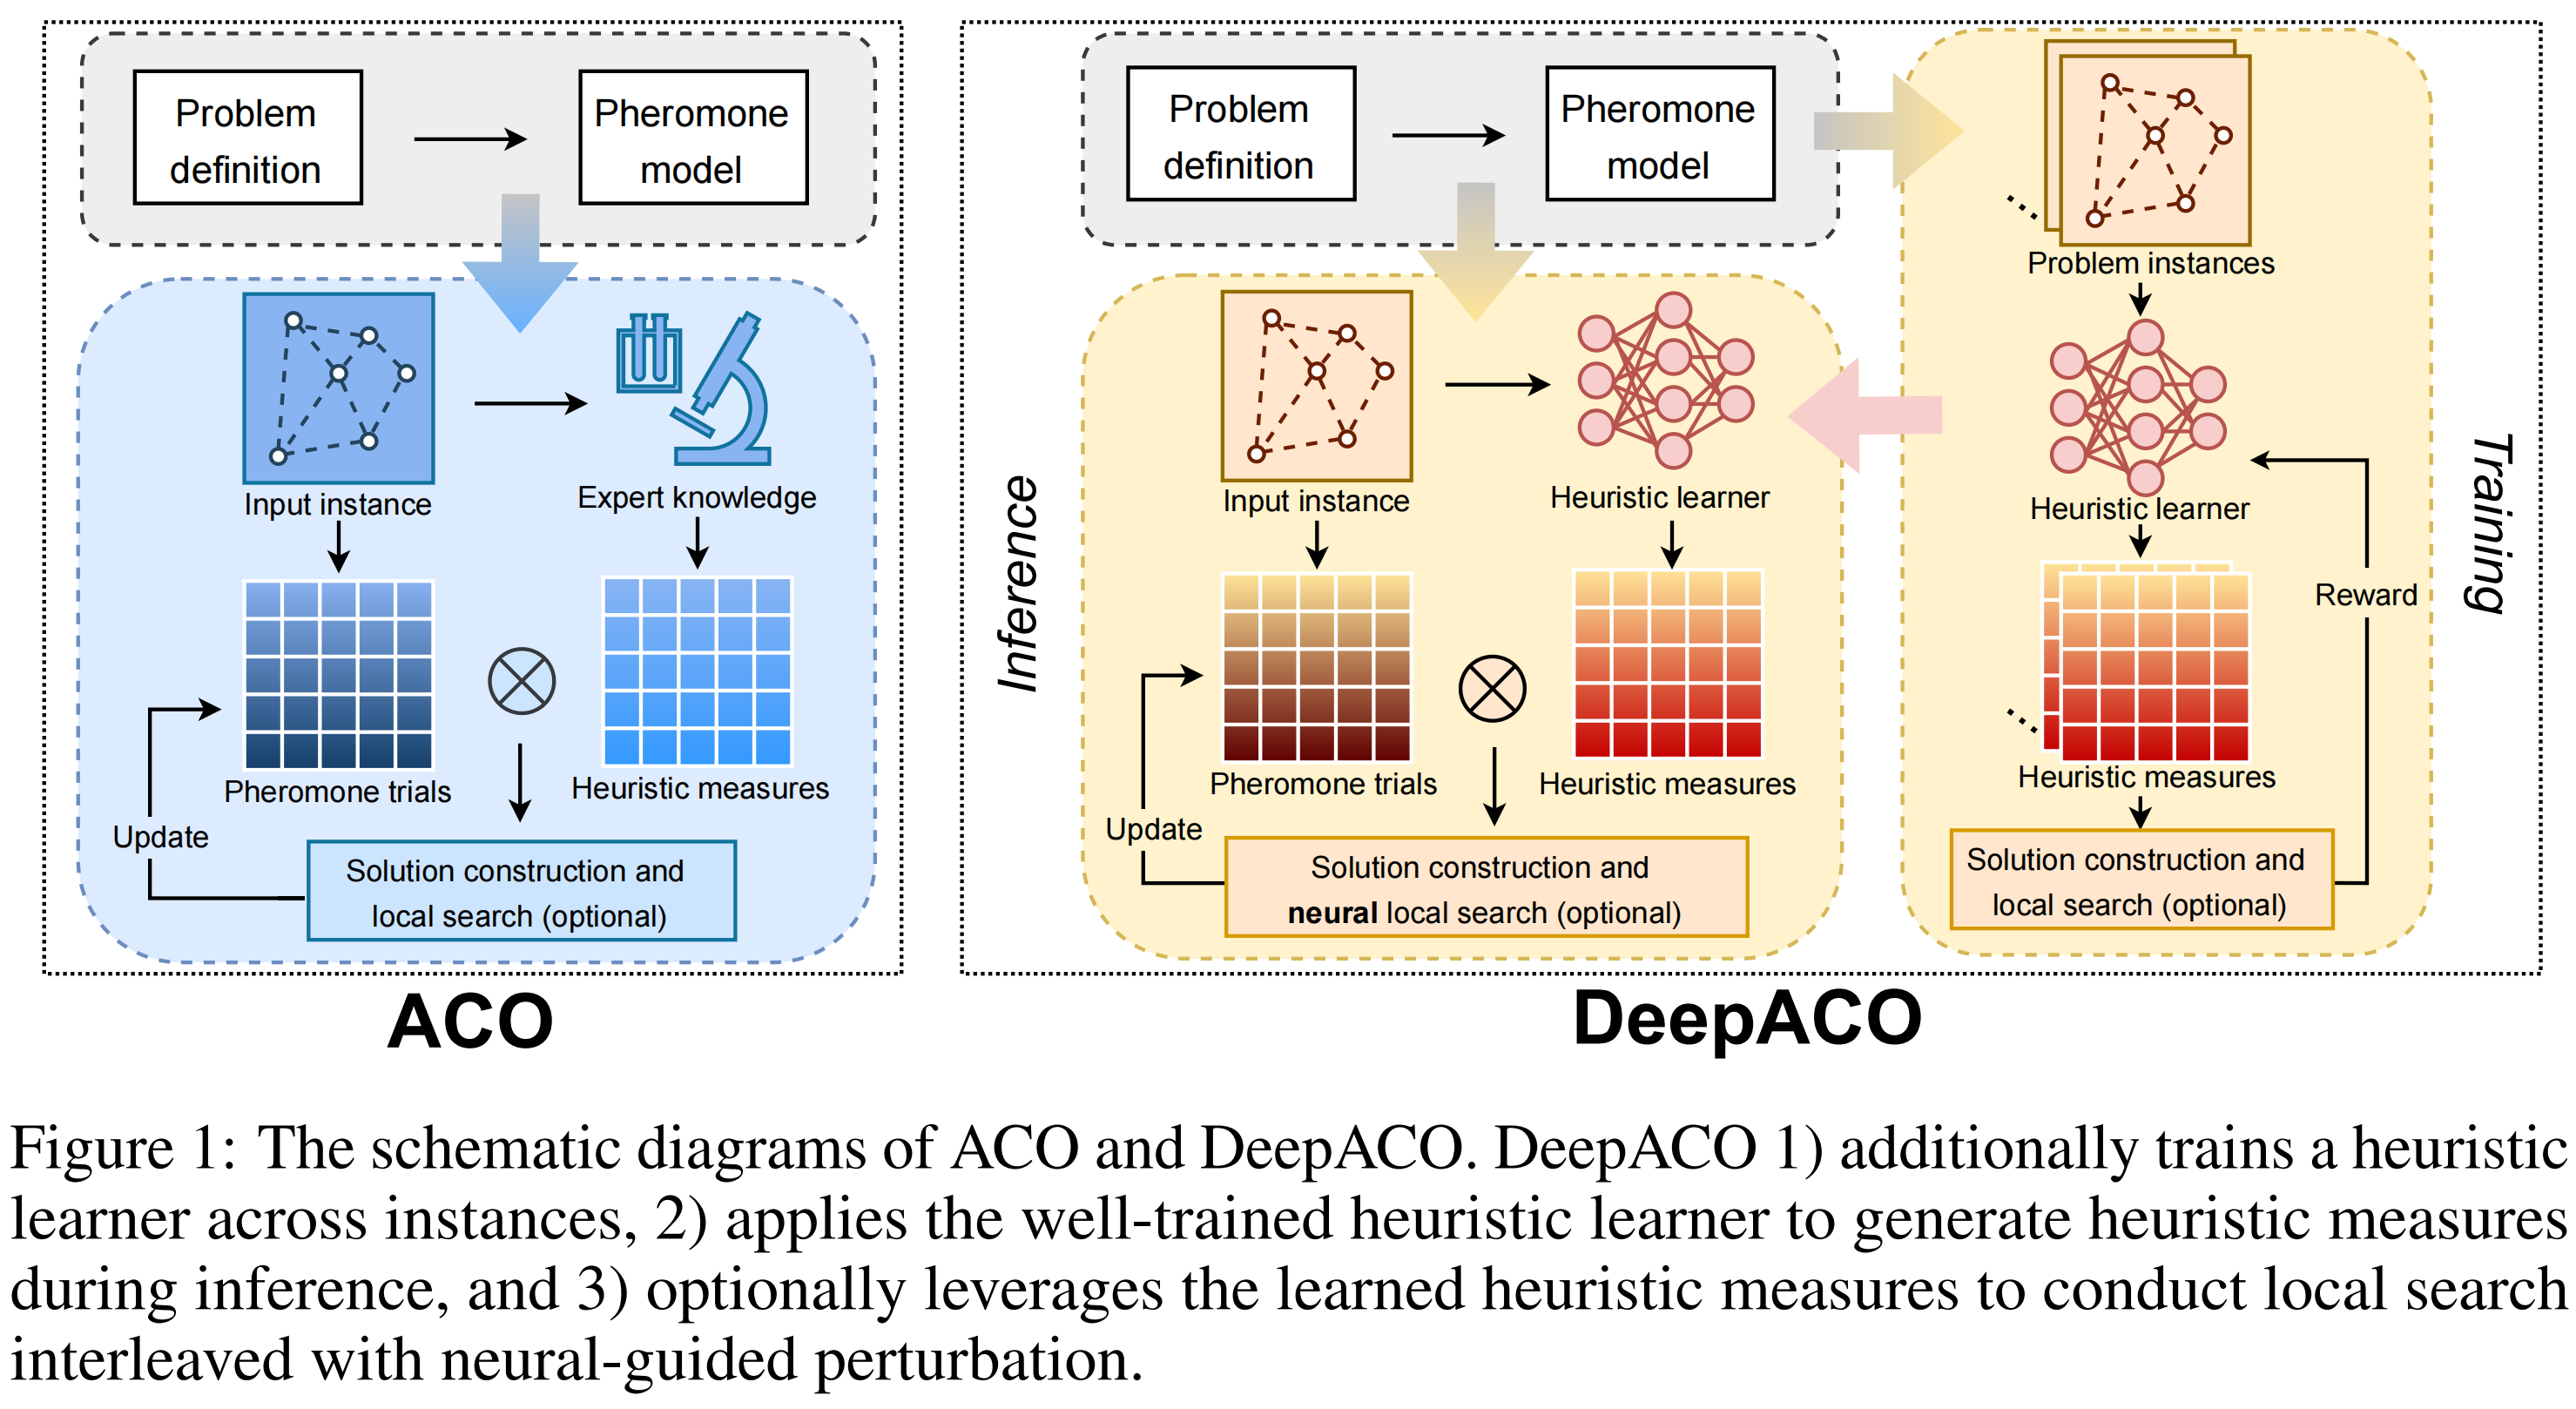 Problem
definition
Pheromone
model
Input instance
Expert knowledge
Pheromone trials
Heuristic measures
Update
Solution construction and
local search (optional)
ACO
Inference
Problem
definition
Pheromone
model
Input instance
Heuristic learner
Pheromone trials
Heuristic measures
Update
Solution construction and
neural local search (optional)
Training
Problem instances
Heuristic learner
Reward
Heuristic measures
Solution construction and
local search (optional)
DeepACO
Figure 1: The schematic diagrams of ACO and DeepACO. DeepACO 1) additionally trains a heuristic
learner across instances, 2) applies the well-trained heuristic learner to generate heuristic measures
during inference, and 3) optionally leverages the learned heuristic measures to conduct local search
interleaved with neural-guided perturbation.